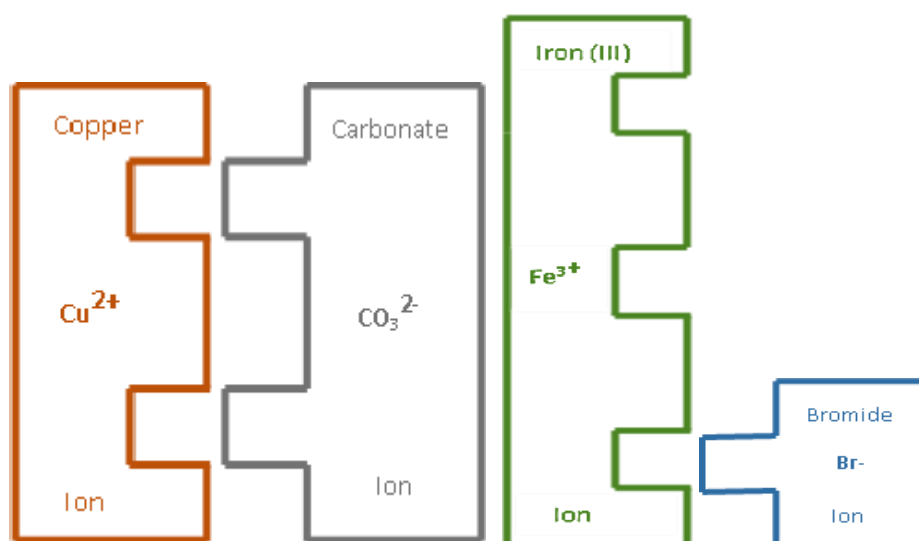 Copper
Cu²⁺
Ion
Carbonate
CO₃²⁻
Ion
Iron (III)
Fe³⁺
Ion
Bromide
Br-
Ion